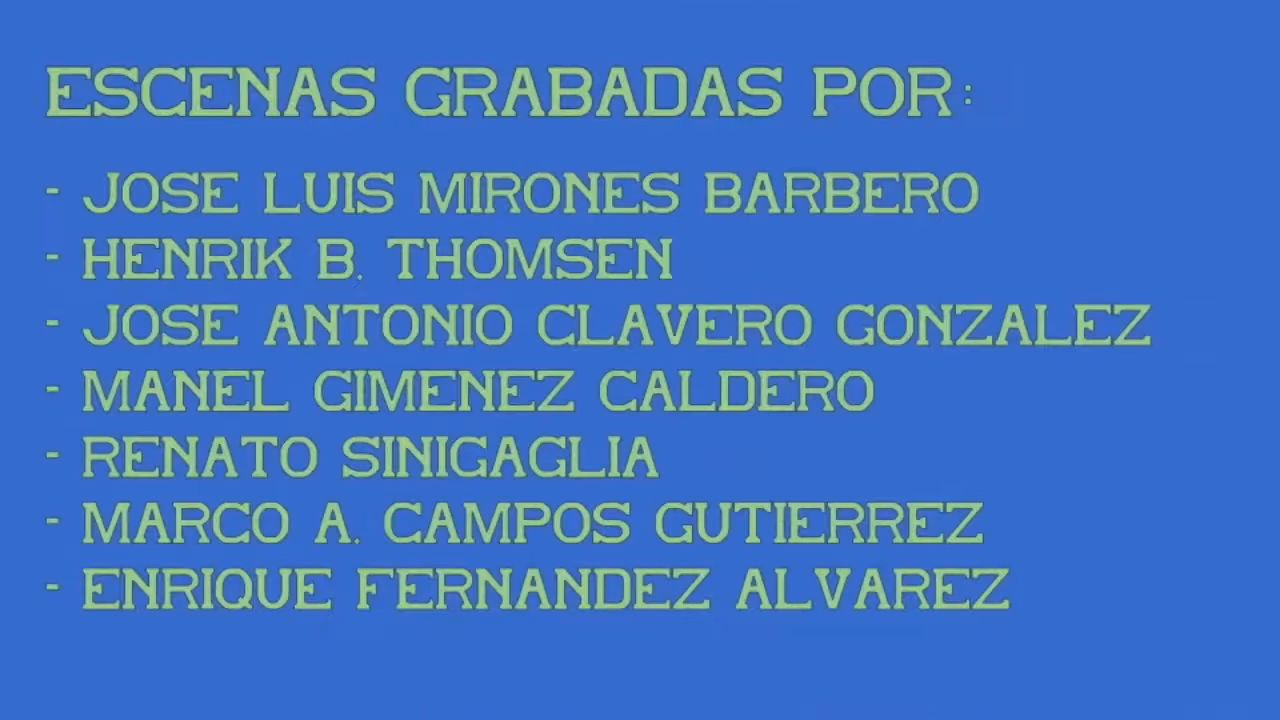 ESCENAS GRABADAS POR:
- JOSE LUIS MIRONES BARBERO
- HENRIK B. THOMSEN
- JOSE ANTONIO CLAVERO GONZALEZ
- MANEL GIMENEZ CALDERO
- RENATO SINIGAGLIA
- MARCO A. CAMPOS GUTIERREZ
- ENRIQUE FERNANDEZ ALVAREZ